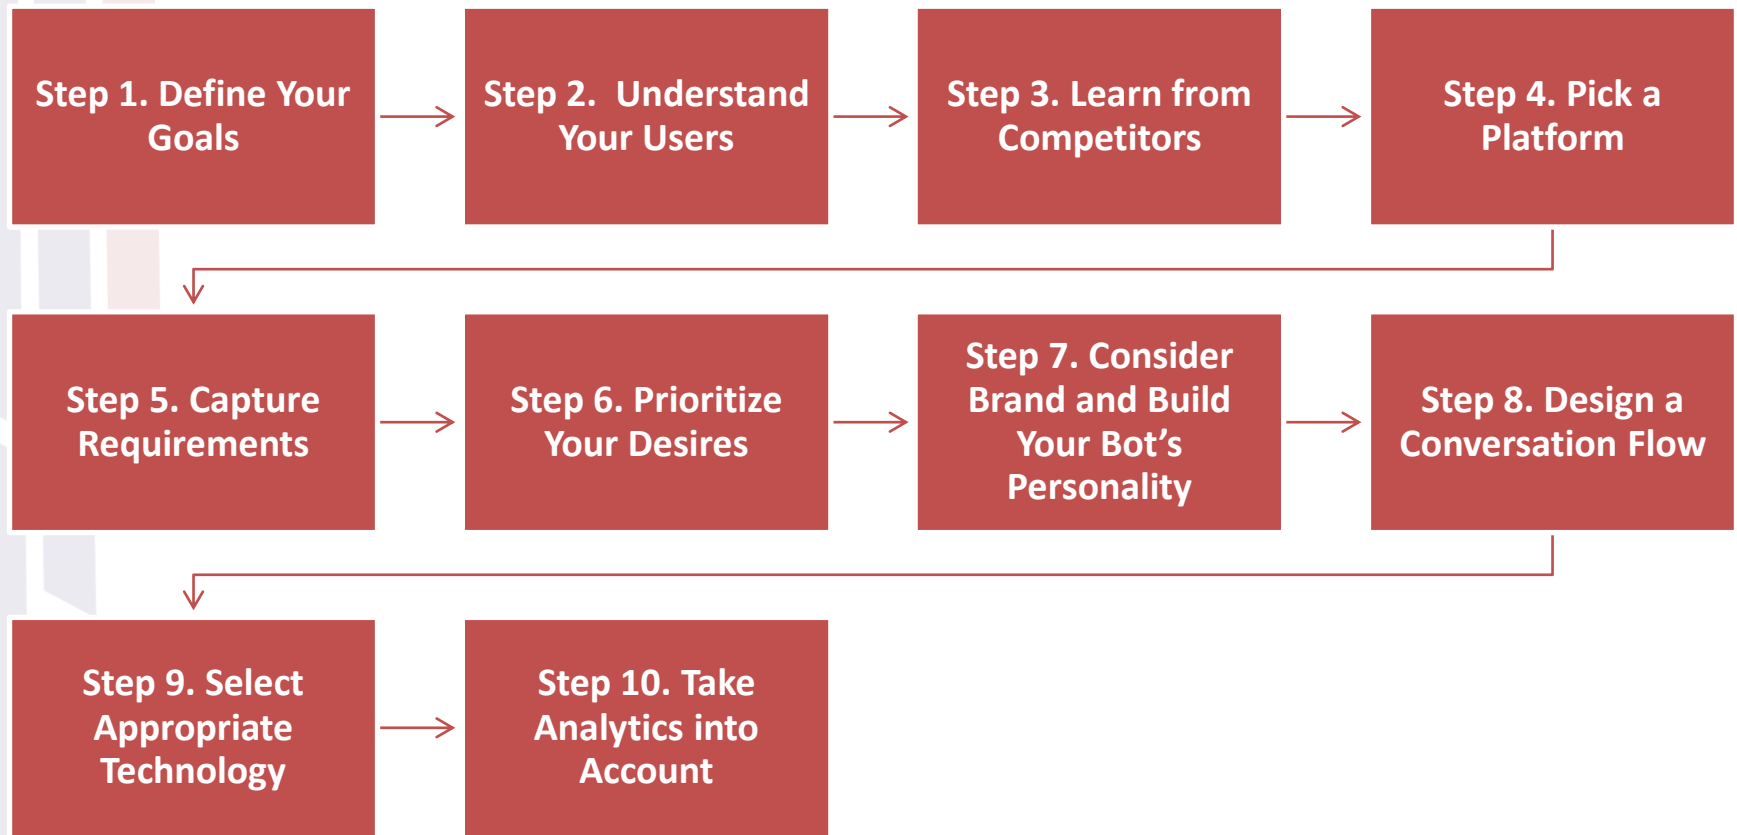 Step 1. Define Your
Goals
Step 2.  Understand
Your Users
Step 3. Learn from
Competitors
Step 4. Pick a
Platform
Step 5. Capture
Requirements
Step 6. Prioritize
Your Desires
Step 7. Consider
Brand and Build
Your Bot’s
Personality
Step 8. Design a
Conversation Flow
Step 9. Select
Appropriate
Technology
Step 10. Take
Analytics into
Account